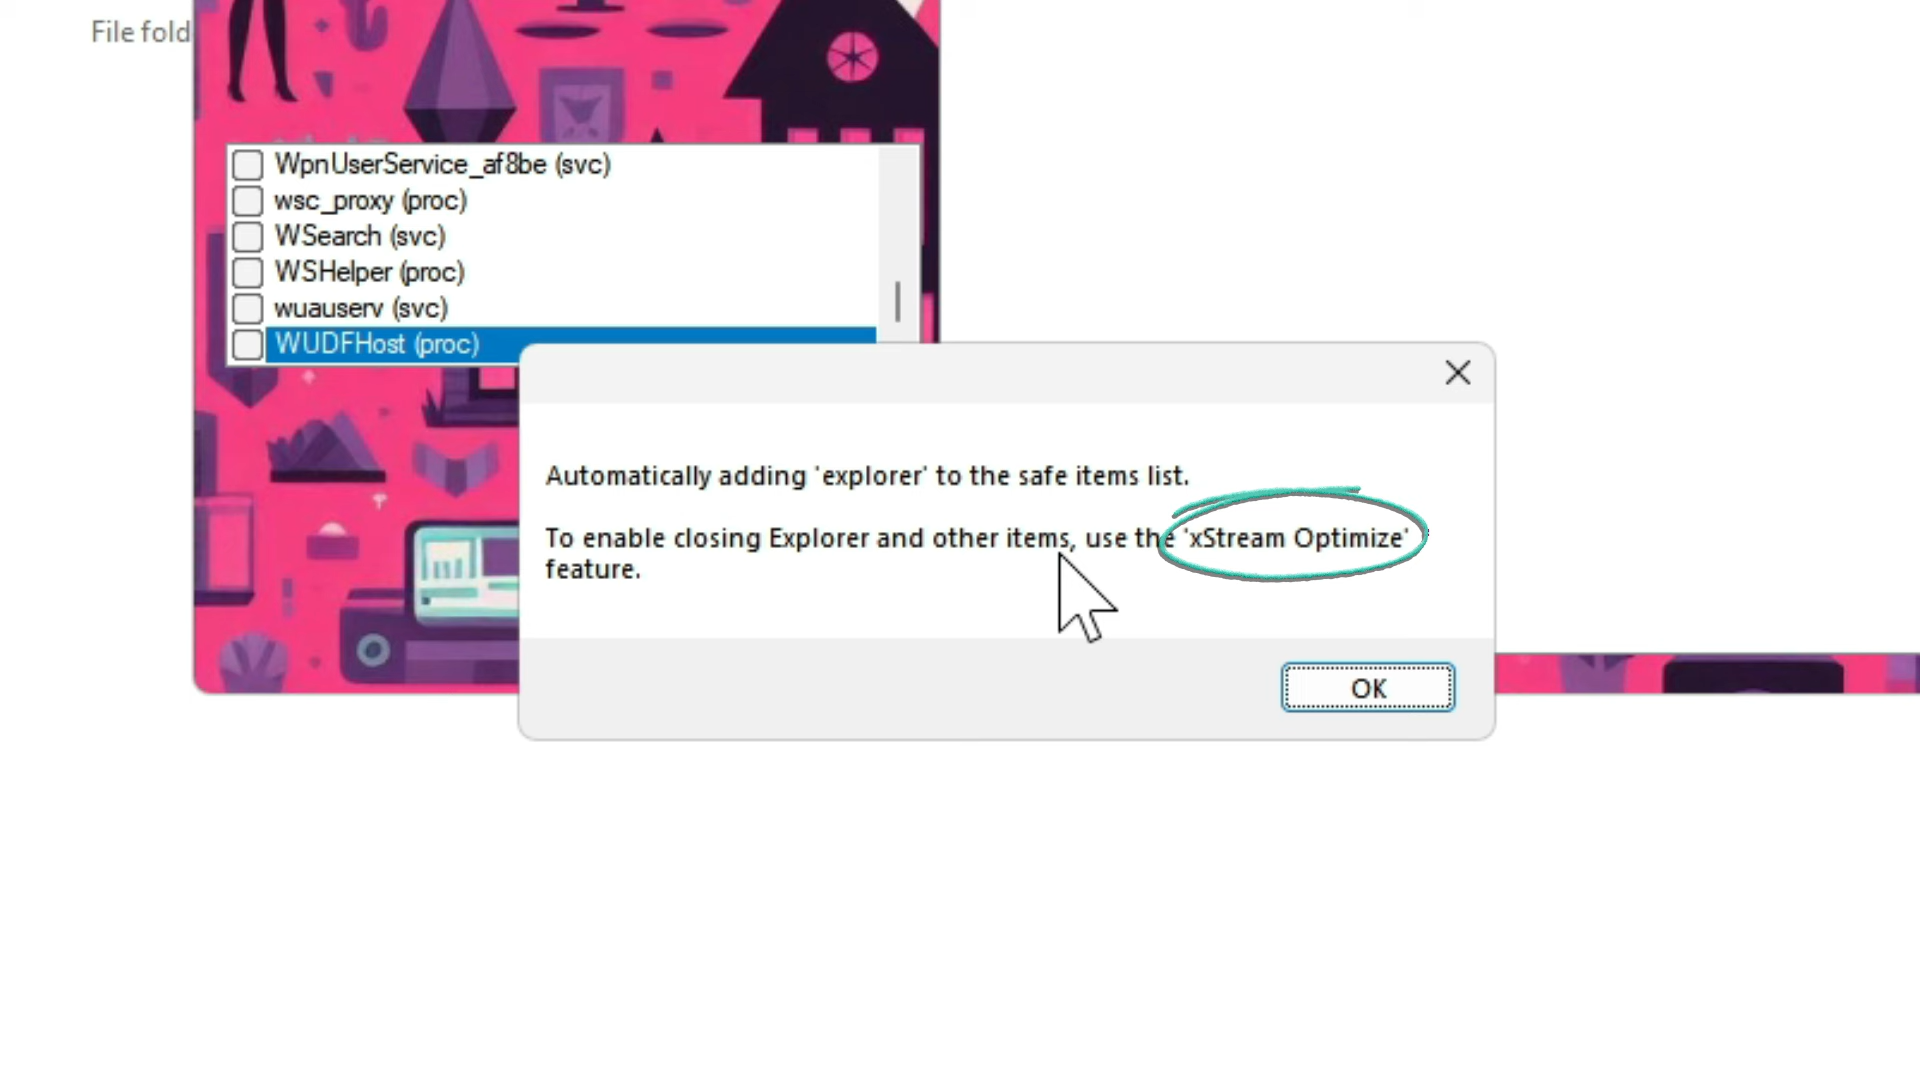 File fold
WpnUserService_af8be (svc)
wsc_proxy (proc)
WSearch (svc)
WSHelper (proc)
wuauserv (svc)
WUDFHost (proc)
Automatically adding 'explorer' to the safe items list.
To enable closing Explorer and other items, use the 'xStream Optimize'
feature.
OK